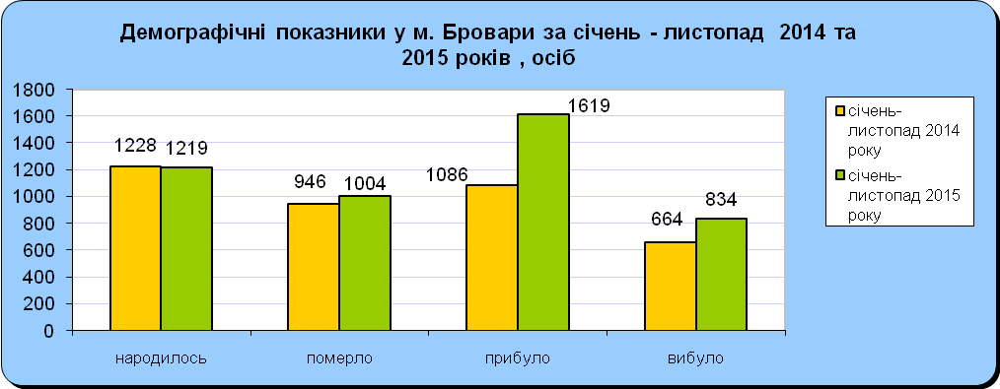 Демографічні показники у м. Бровари за січень - листопад 2014 та
2015 років , осіб
1800
1600
1400
1200
1000
800
600
400
200
0
1228
1219
946
1004
1086
1619
664
834
народилось
померло
прибуло
вибуло
січень-
листопад 2014
року
січень-
листопад 2015
року